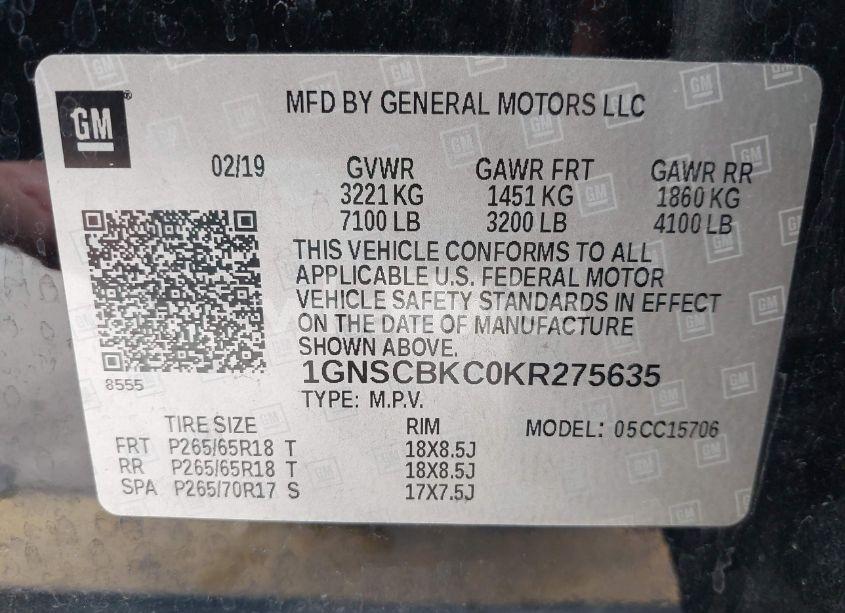 GM®
MFD BY GENERAL MOTORS LLC
02/19 GVWR GAWR FRT GAWR RR
3221 KG 1451 KG 1860 KG
7100 LB 3200 LB 4100 LB
THIS VEHICLE CONFORMS TO ALL
APPLICABLE U.S. FEDERAL MOTOR
VEHICLE SAFETY STANDARDS IN EFFECT
ON THE DATE OF MANUFACTURE
SHOWN ABOVE.
8555
1GNSCBKC0KR275635
TYPE: M.P.V.
TIRE SIZE RIM MODEL: 05CC15706
FRT P265/65R18 T 18X8.5J
RR P265/65R18 T 18X8.5J
SPA P265/70R17 S 17X7.5J